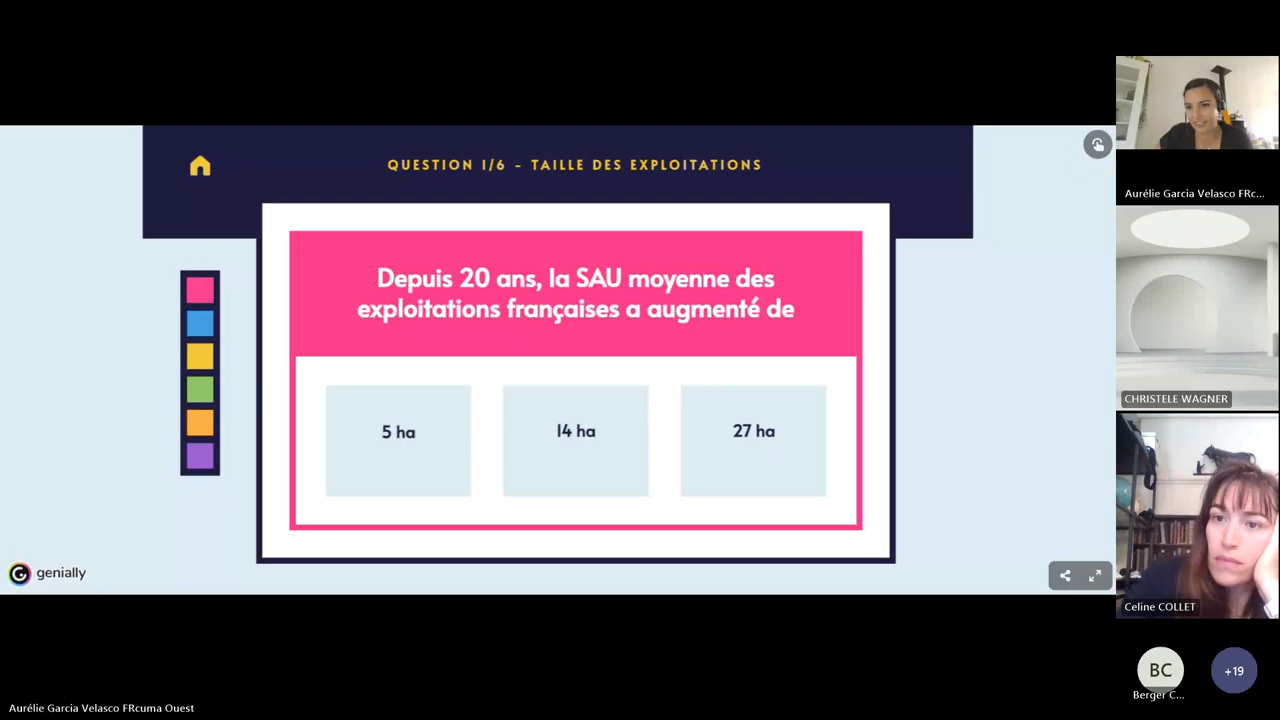 QUESTION 1/6 - TAILLE DES EXPLOITATIONS
Depuis 20 ans, la SAU moyenne des
exploitations françaises a augmenté de
5 ha
14 ha
27 ha
genially
Aurélie Garcia Velasco FRcuma Ouest
Aurélie Garcia Velasco FRc...
CHRISTELE WAGNER
Celine COLLET
BC
Berger C...
+19